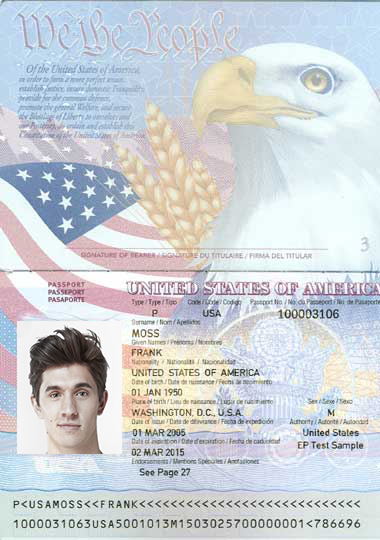 We the People
Of the United States of America,
in order to form a more perfect union,
establish justice, insure domestic Tranquility,
provide for the common defence,
promote the general Welfare, and secure
the Blessings of Liberty to ourselves and
our Posterity, do ordain and establish this
Constitution of the United States of America.
SIGNATURE OF BEARER / SIGNATURE DU TITULAIRE / FIRMA DEL TITULAR
3
PASSPORT
PASSEPORT
PASAPORTE
UNITED STATES OF AMERICA
Type / Type / Tipo Code / Code / Codigo Passport No / No. du Passeport / No. de Pasaporte
P USA 100003106
Surname / Nom / Apellidos
MOSS
Given Names / Prénoms / Nombres
FRANK
Nationality / Nationalité / Nacionalidad
UNITED STATES OF AMERICA
Date of birth / Date de naissance / Fecha de nacimiento
01 JAN 1950
Place of birth / Lieu de naissance / Lugar de nacimiento Sex / Sexe / Sexo
WASHINGTON, D.C., U.S.A. M
Date of issue / Date de délivrance / Fecha de expedición Authority / Autorité / Autoridad
01 MAR 2005 United States
Date of expiration / Date d'expiration / Fecha de caducidad EP Test Sample
02 MAR 2015
Endorsements / Mentions Spéciales / Anotaciones
See Page 27
P<USAMOSS<<FRANK<<<<<<<<<<<<<<<<<<<<<<<<<<<<
1000031063USA5001013M1503025700000001<786696